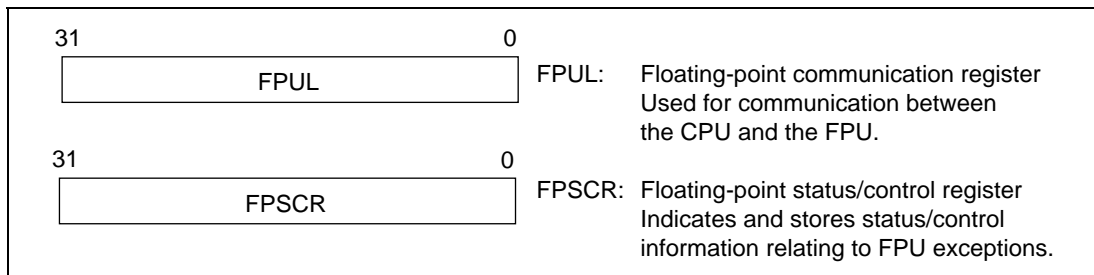 31 0
FPUL
FPUL: Floating-point communication register
Used for communication between
the CPU and the FPU.
31 0
FPSCR
FPSCR: Floating-point status/control register
Indicates and stores status/control
information relating to FPU exceptions.